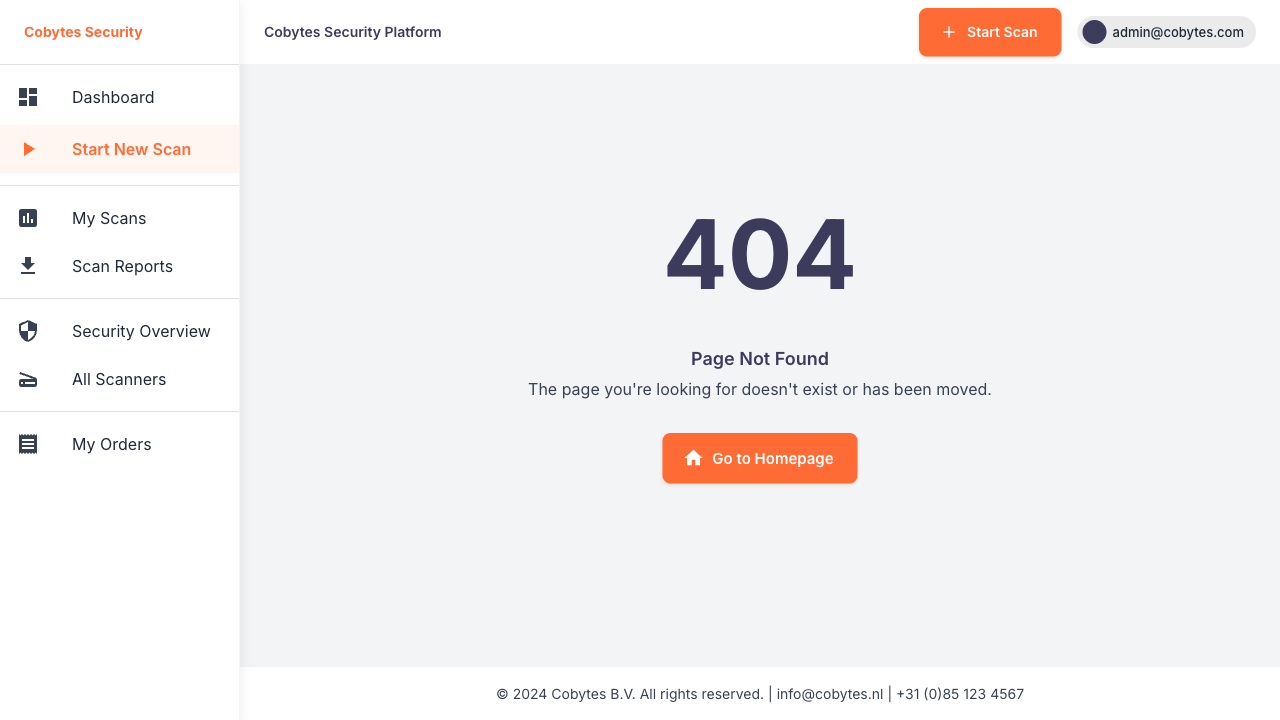 Cobytes Security
Cobytes Security Platform
Start Scan
admin@cobytes.com
Dashboard
Start New Scan
My Scans
Scan Reports
Security Overview
All Scanners
My Orders
404
Page Not Found
The page you're looking for doesn't exist or has been moved.
Go to Homepage
© 2024 Cobytes B.V. All rights reserved. | info@cobytes.nl | +31 (0)85 123 4567